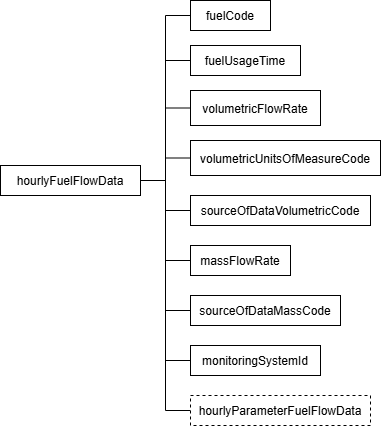 fuelCode
fuelUsageTime
volumetricFlowRate
volumetricUnitsOfMeasureCode
hourlyFuelFlowData
sourceOfDataVolumetricCode
massFlowRate
sourceOfDataMassCode
monitoringSystemId
hourlyParameterFuelFlowData